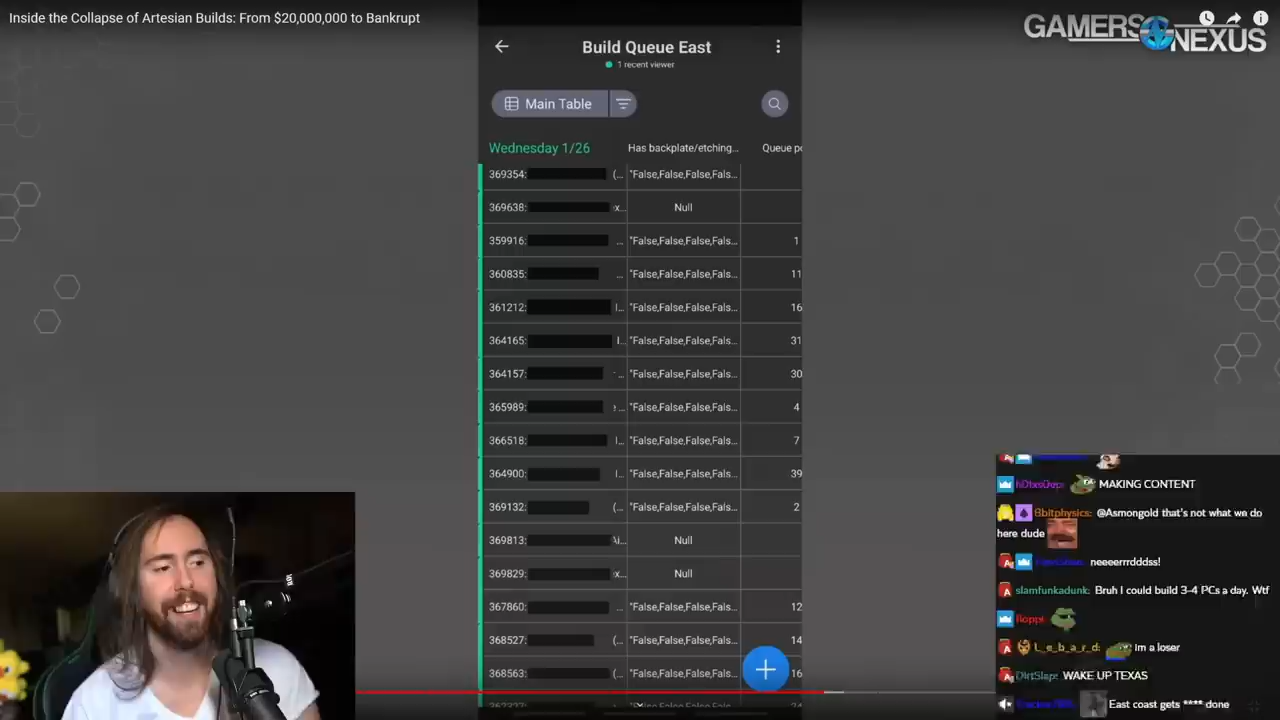 Inside the Collapse of Artesian Builds: From $20,000,000 to Bankrupt
GAMERS NEXUS
Build Queue East
1 recent viewer
Main Table
Wednesday 1/26 Has backplate/etching... Queue po
369354: (... "False,False,False,Fals...
369638: x... Null
359916: ... "False,False,False,Fals... 1
360835: ... "False,False,False,Fals... 11
361212: I... "False,False,False,Fals... 16
364165: I... "False,False,False,Fals... 31
364157: ... "False,False,False,Fals... 30
365989: ... "False,False,False,Fals... 4
366518: I... "False,False,False,Fals... 7
364900: I... "False,False,False,Fals... 39
369132: (... "False,False,False,Fals... 2
369813: Ai... Null
369829: x... Null
367860: ... "False,False,False,Fals... 12
368527: (... "False,False,False,Fals... 14
368563: (... "False,False,False,Fals... 16
MAKING CONTENT
8bitphysics: @Asmongold that's not what we do
here dude
neeeerrdddss!
slamfunkadunk: Bruh I could build 3-4 PCs a day. Wtf
floppi
L_e_b_a_r_d: Im a loser
DirtSlap: WAKE UP TEXAS
East coast gets **** done